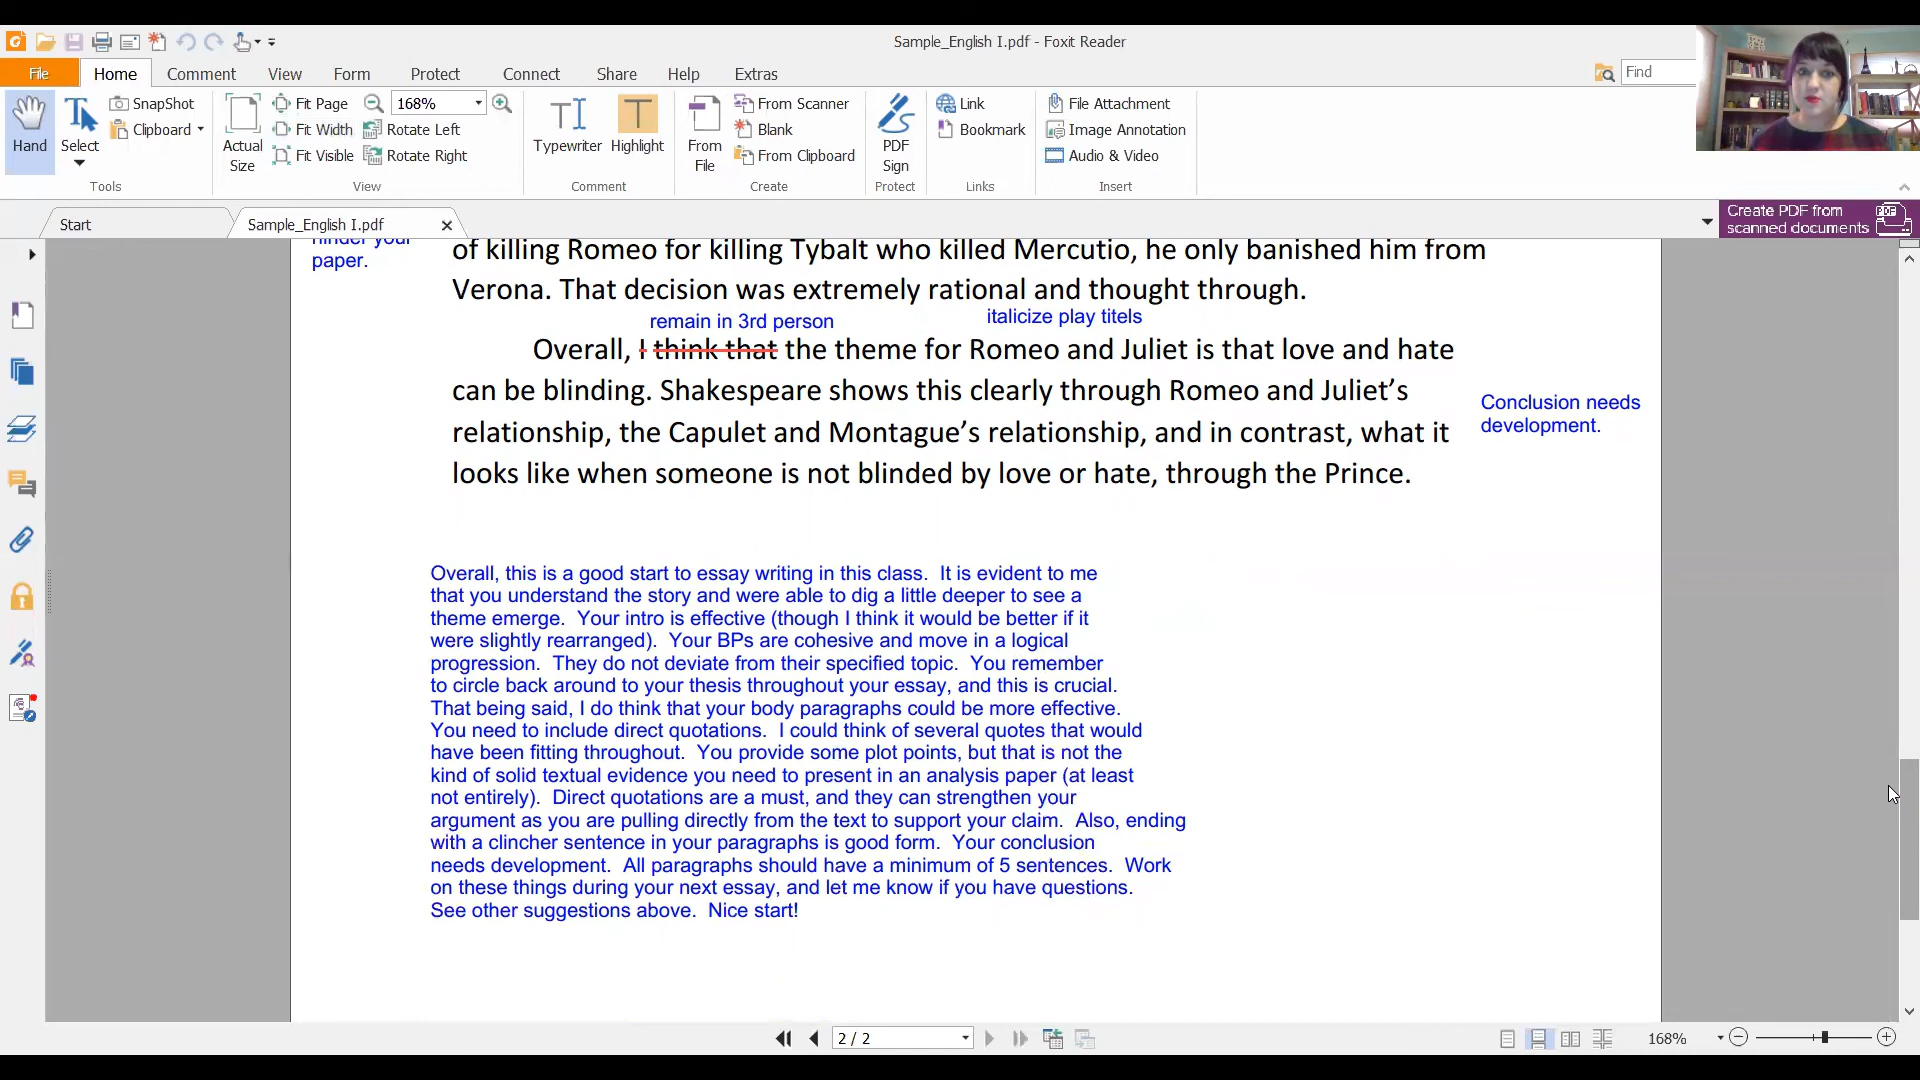 Sample_English I.pdf - Foxit Reader
File Home Comment View Form Protect Connect Share Help Extras
Find
Hand
Select
SnapShot
Clipboard
Tools
Actual Size
Fit Page
Fit Width
Fit Visible
168%
Rotate Left
Rotate Right
View
Typewriter
Highlight
Comment
From File
From Scanner
Blank
From Clipboard
Create
PDF Sign
Protect
Link
Bookmark
Links
File Attachment
Image Annotation
Audio & Video
Insert
Start
Sample_English I.pdf
Create PDF from
scanned documents
PDF
hinder your
paper.
of killing Romeo for killing Tybalt who killed Mercutio, he only banished him from
Verona. That decision was extremely rational and thought through.
remain in 3rd person
italicize play titels
Overall, I think that the theme for Romeo and Juliet is that love and hate
can be blinding. Shakespeare shows this clearly through Romeo and Juliet’s
relationship, the Capulet and Montague’s relationship, and in contrast, what it
looks like when someone is not blinded by love or hate, through the Prince.
Conclusion needs
development.
Overall, this is a good start to essay writing in this class. It is evident to me
that you understand the story and were able to dig a little deeper to see a
theme emerge. Your intro is effective (though I think it would be better if it
were slightly rearranged). Your BPs are cohesive and move in a logical
progression. They do not deviate from their specified topic. You remember
to circle back around to your thesis throughout your essay, and this is crucial.
That being said, I do think that your body paragraphs could be more effective.
You need to include direct quotations. I could think of several quotes that would
have been fitting throughout. You provide some plot points, but that is not the
kind of solid textual evidence you need to present in an analysis paper (at least
not entirely). Direct quotations are a must, and they can strengthen your
argument as you are pulling directly from the text to support your claim. Also, ending
with a clincher sentence in your paragraphs is good form. Your conclusion
needs development. All paragraphs should have a minimum of 5 sentences. Work
on these things during your next essay, and let me know if you have questions.
See other suggestions above. Nice start!
2 / 2
168%